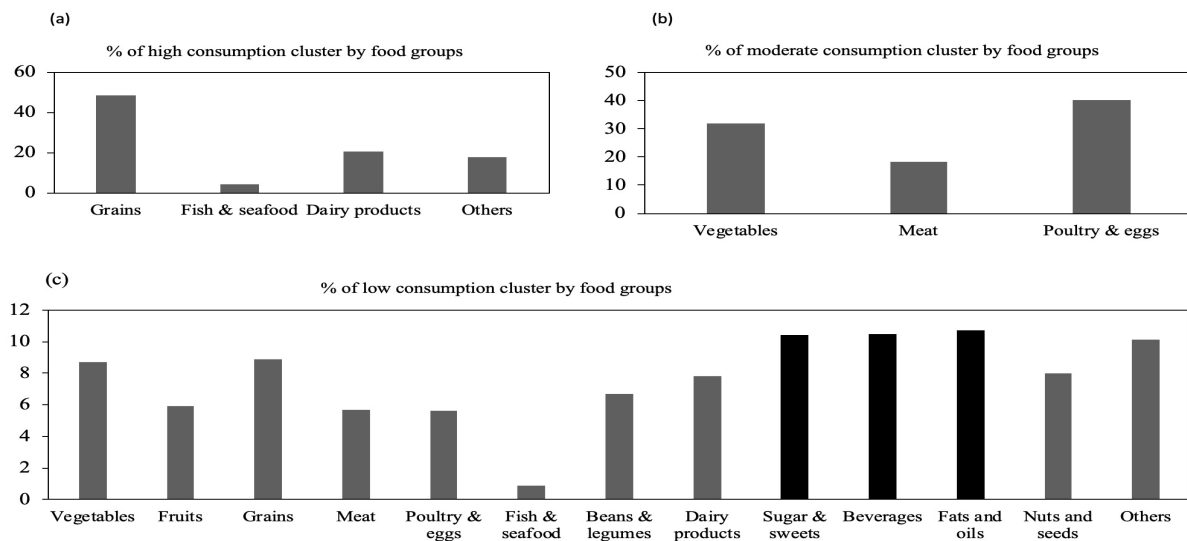 (a)
% of high consumption cluster by food groups
60
40
20
0
Grains
Fish & seafood
Dairy products
Others
(b)
% of moderate consumption cluster by food groups
50
40
30
20
10
0
Vegetables
Meat
Poultry & eggs
(c)
% of low consumption cluster by food groups
12
10
8
6
4
2
0
Vegetables
Fruits
Grains
Meat
Poultry &
eggs
Fish &
seafood
Beans &
legumes
Dairy
products
Sugar &
sweets
Beverages
Fats and
oils
Nuts and
seeds
Others